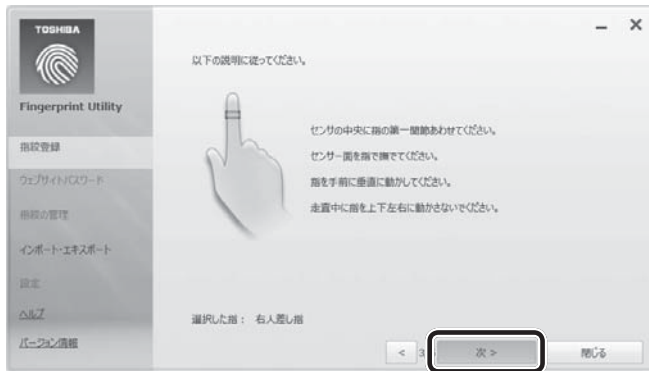 TOSHIBA
Fingerprint Utility
指紋登録
ウェブサイトパスワード
指紋の管理
インポート・エキスポート
設定
ヘルプ
バージョン情報
以下の説明に従ってください。
センサの中央に指の第一関節あわせてください。
センサー面を指で撫でてください。
指を手前に垂直に動かしてください。
走査中に指を上下左右に動かさないでください。
選択した指： 右人差し指
< 3 次 > 閉じる